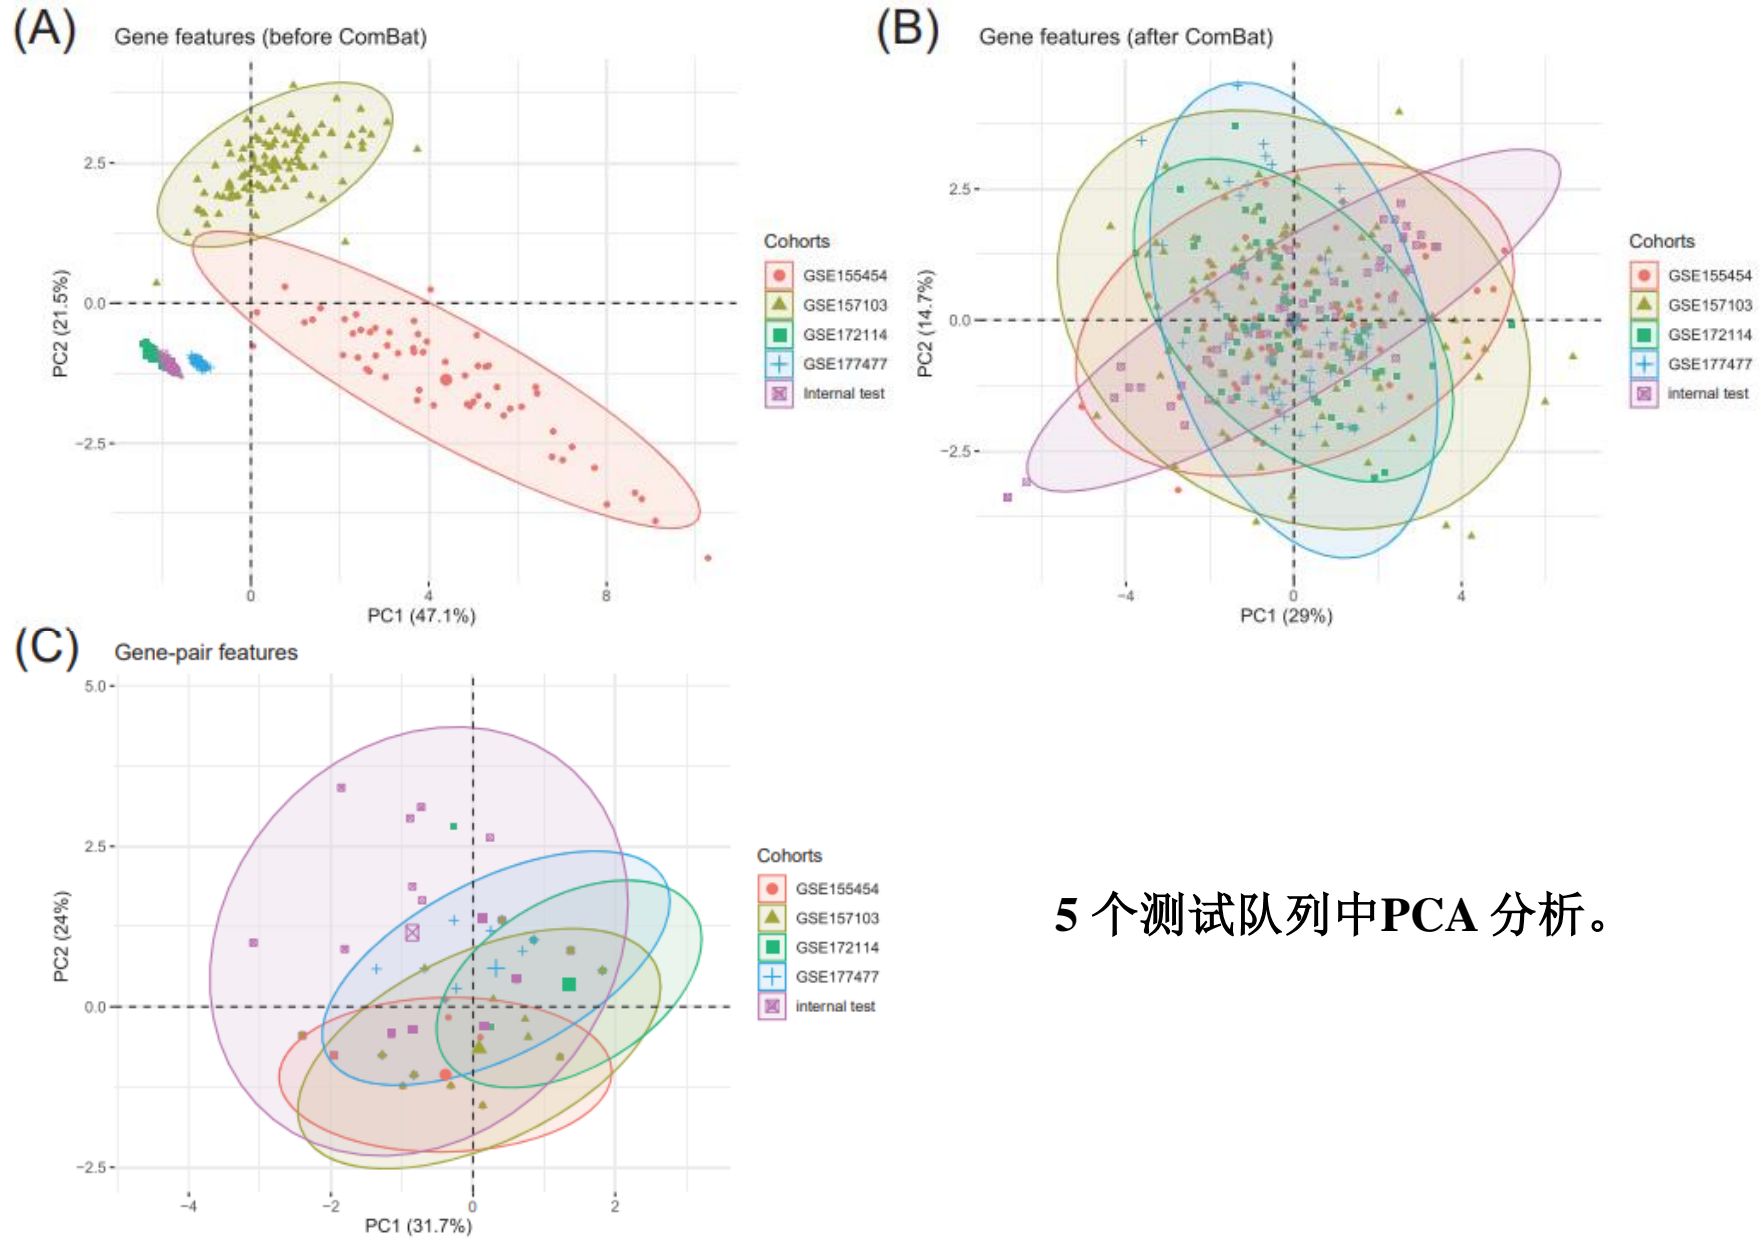 (A)
Gene features (before ComBat)
2.5
0.0
−2.5
PC2 (21.5%)
0
4
8
PC1 (47.1%)
Cohorts
GSE155454
GSE157103
GSE172114
GSE177477
Internal test
(B)
Gene features (after ComBat)
2.5
0.0
−2.5
PC2 (14.7%)
−4
0
4
PC1 (29%)
Cohorts
GSE155454
GSE157103
GSE172114
GSE177477
internal test
(C)
Gene-pair features
5.0
2.5
0.0
−2.5
PC2 (24%)
−4
−2
0
2
PC1 (31.7%)
Cohorts
GSE155454
GSE157103
GSE172114
GSE177477
internal test
5 个测试队列中PCA 分析。